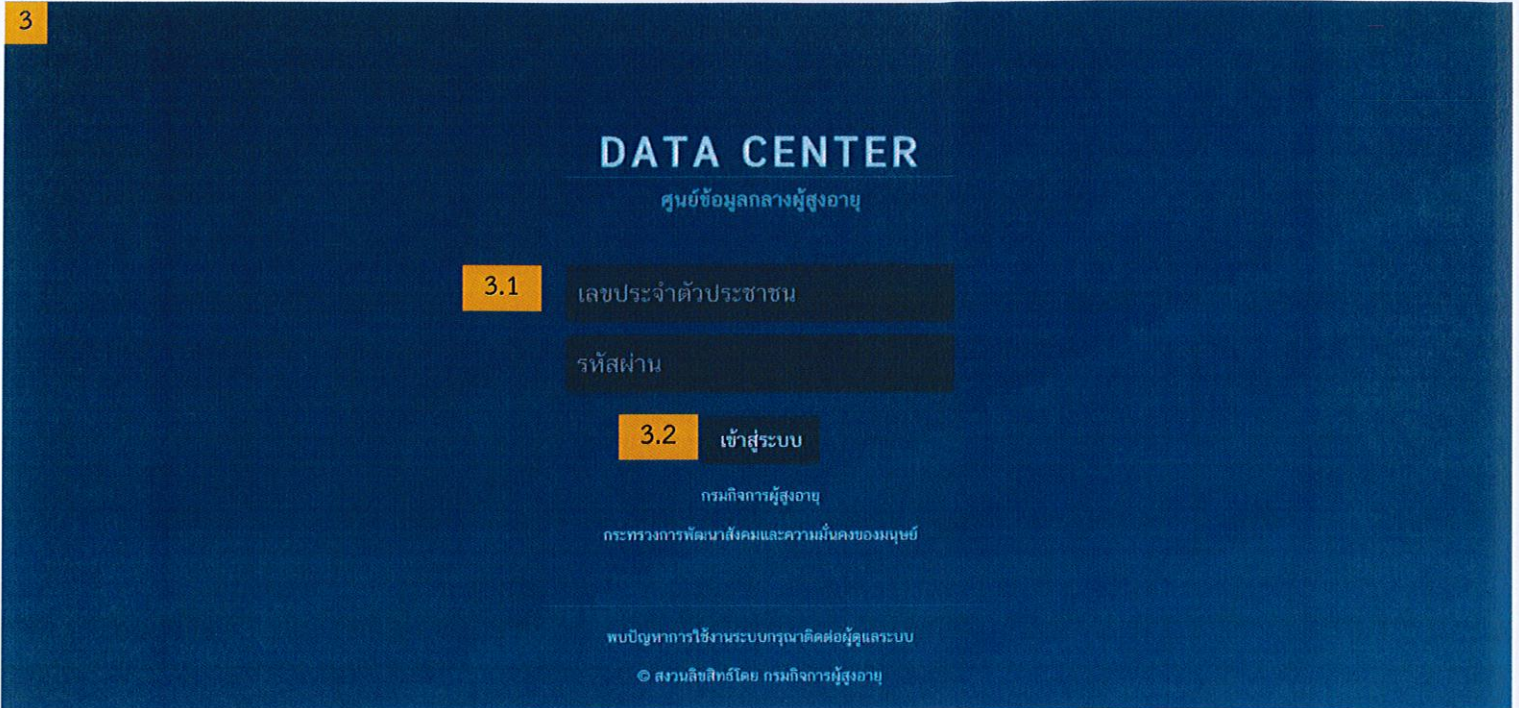 3
DATA CENTER
ศูนย์ข้อมูลกลางผู้สูงอายุ
3.1 เลขประจำตัวประชาชน
รหัสผ่าน
3.2 เข้าสู่ระบบ
กรมกิจการผู้สูงอายุ
กระทรวงการพัฒนาสังคมและความมั่นคงของมนุษย์
พบปัญหาการใช้งานระบบกรุณาติดต่อผู้ดูแลระบบ
© สงวนลิขสิทธ์โดย กรมกิจการผู้สูงอายุ